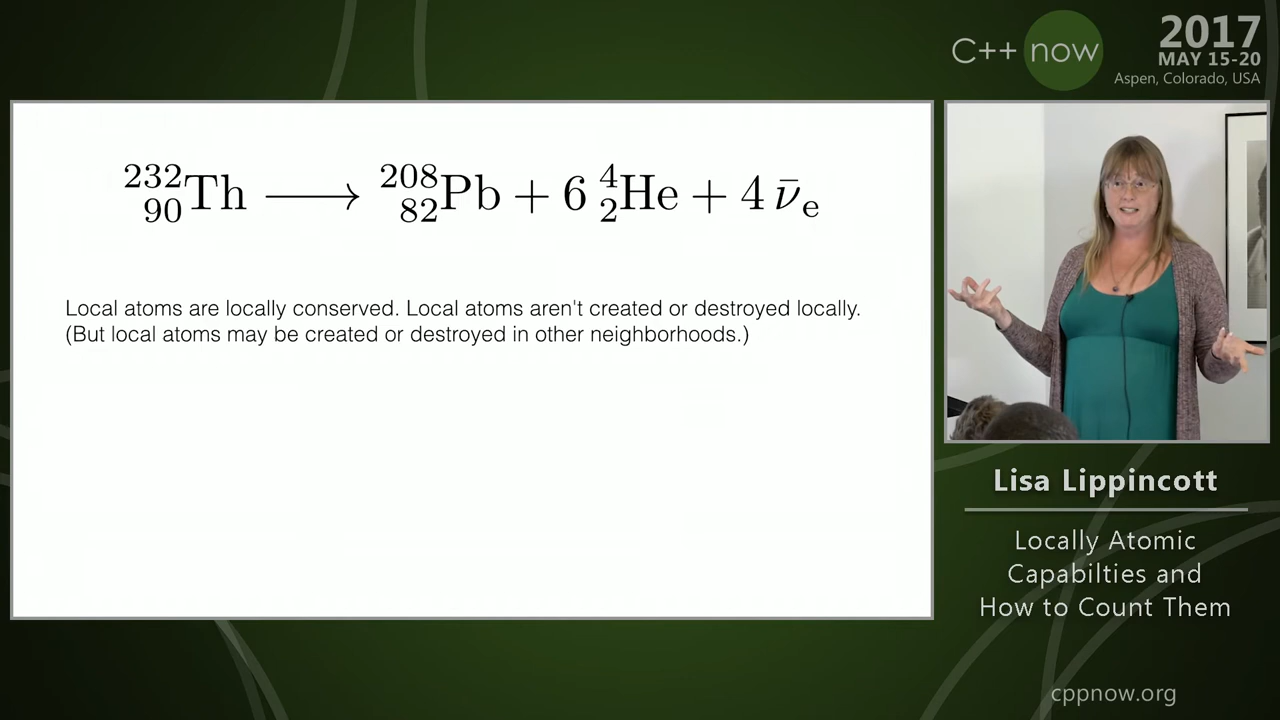 C++ now
2017
MAY 15-20
Aspen, Colorado, USA
²³²₉₀Th ⟶ ²⁰⁸₈₂Pb + 6 ⁴₂He + 4 ν̄ₑ
Local atoms are locally conserved. Local atoms aren't created or destroyed locally.
(But local atoms may be created or destroyed in other neighborhoods.)
Lisa Lippincott
Locally Atomic
Capabilties and
How to Count Them
cppnow.org